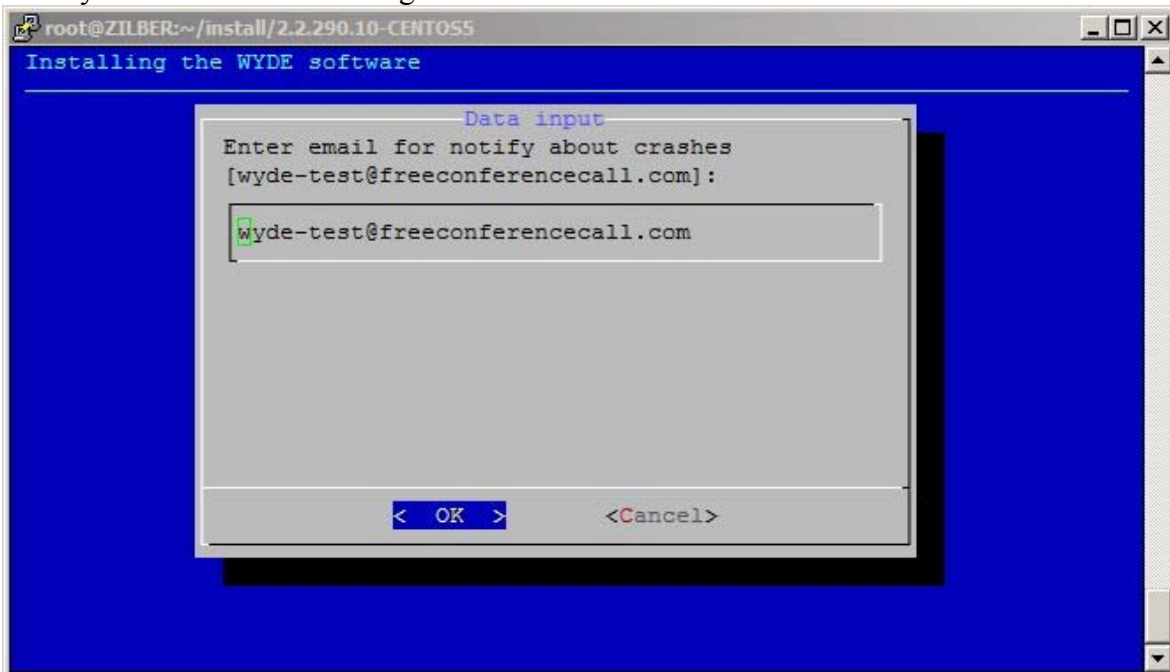 root@ZILBER:~/install/2.2.290.10-CENTOS5
Installing the WYDE software
Data input
Enter email for notify about crashes
[wyde-test@freeconferencecall.com]:
wyde-test@freeconferencecall.com
< OK > <Cancel>